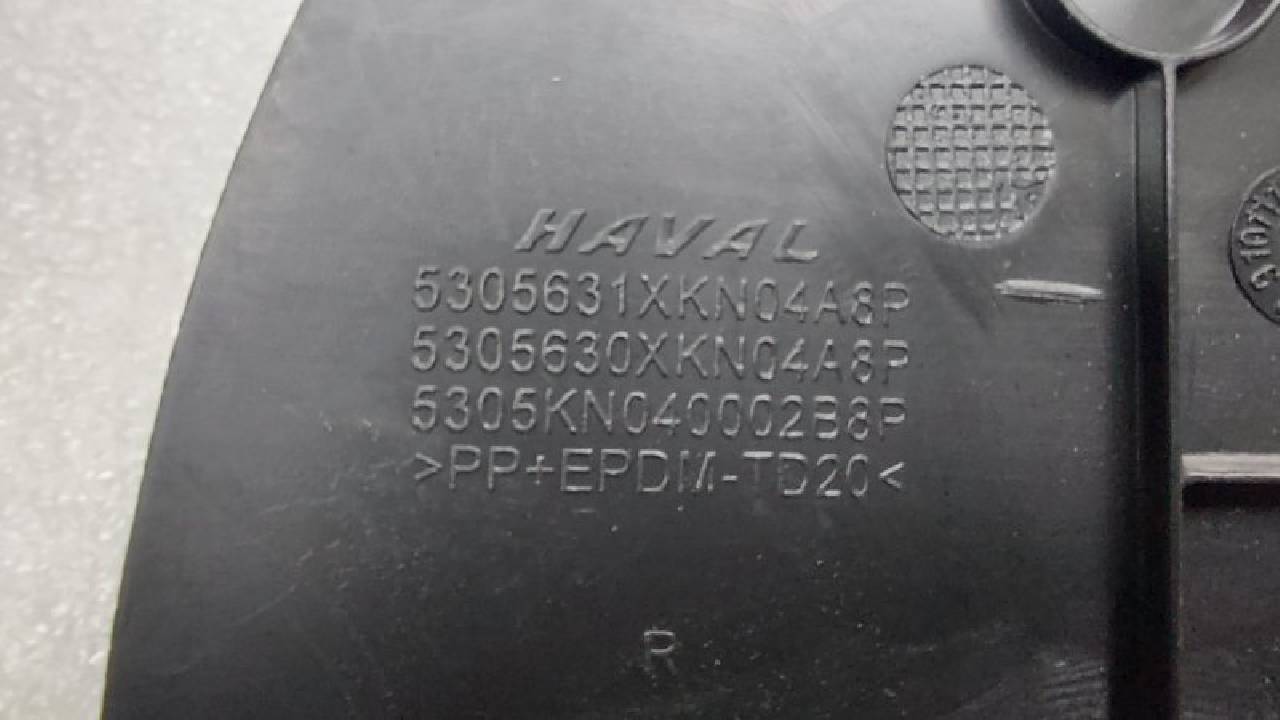 HAVAL
5305631XKN04A8P
5305630XKN04A8P
5305KN040002B8P
>PP+EPDM-TD20<
R